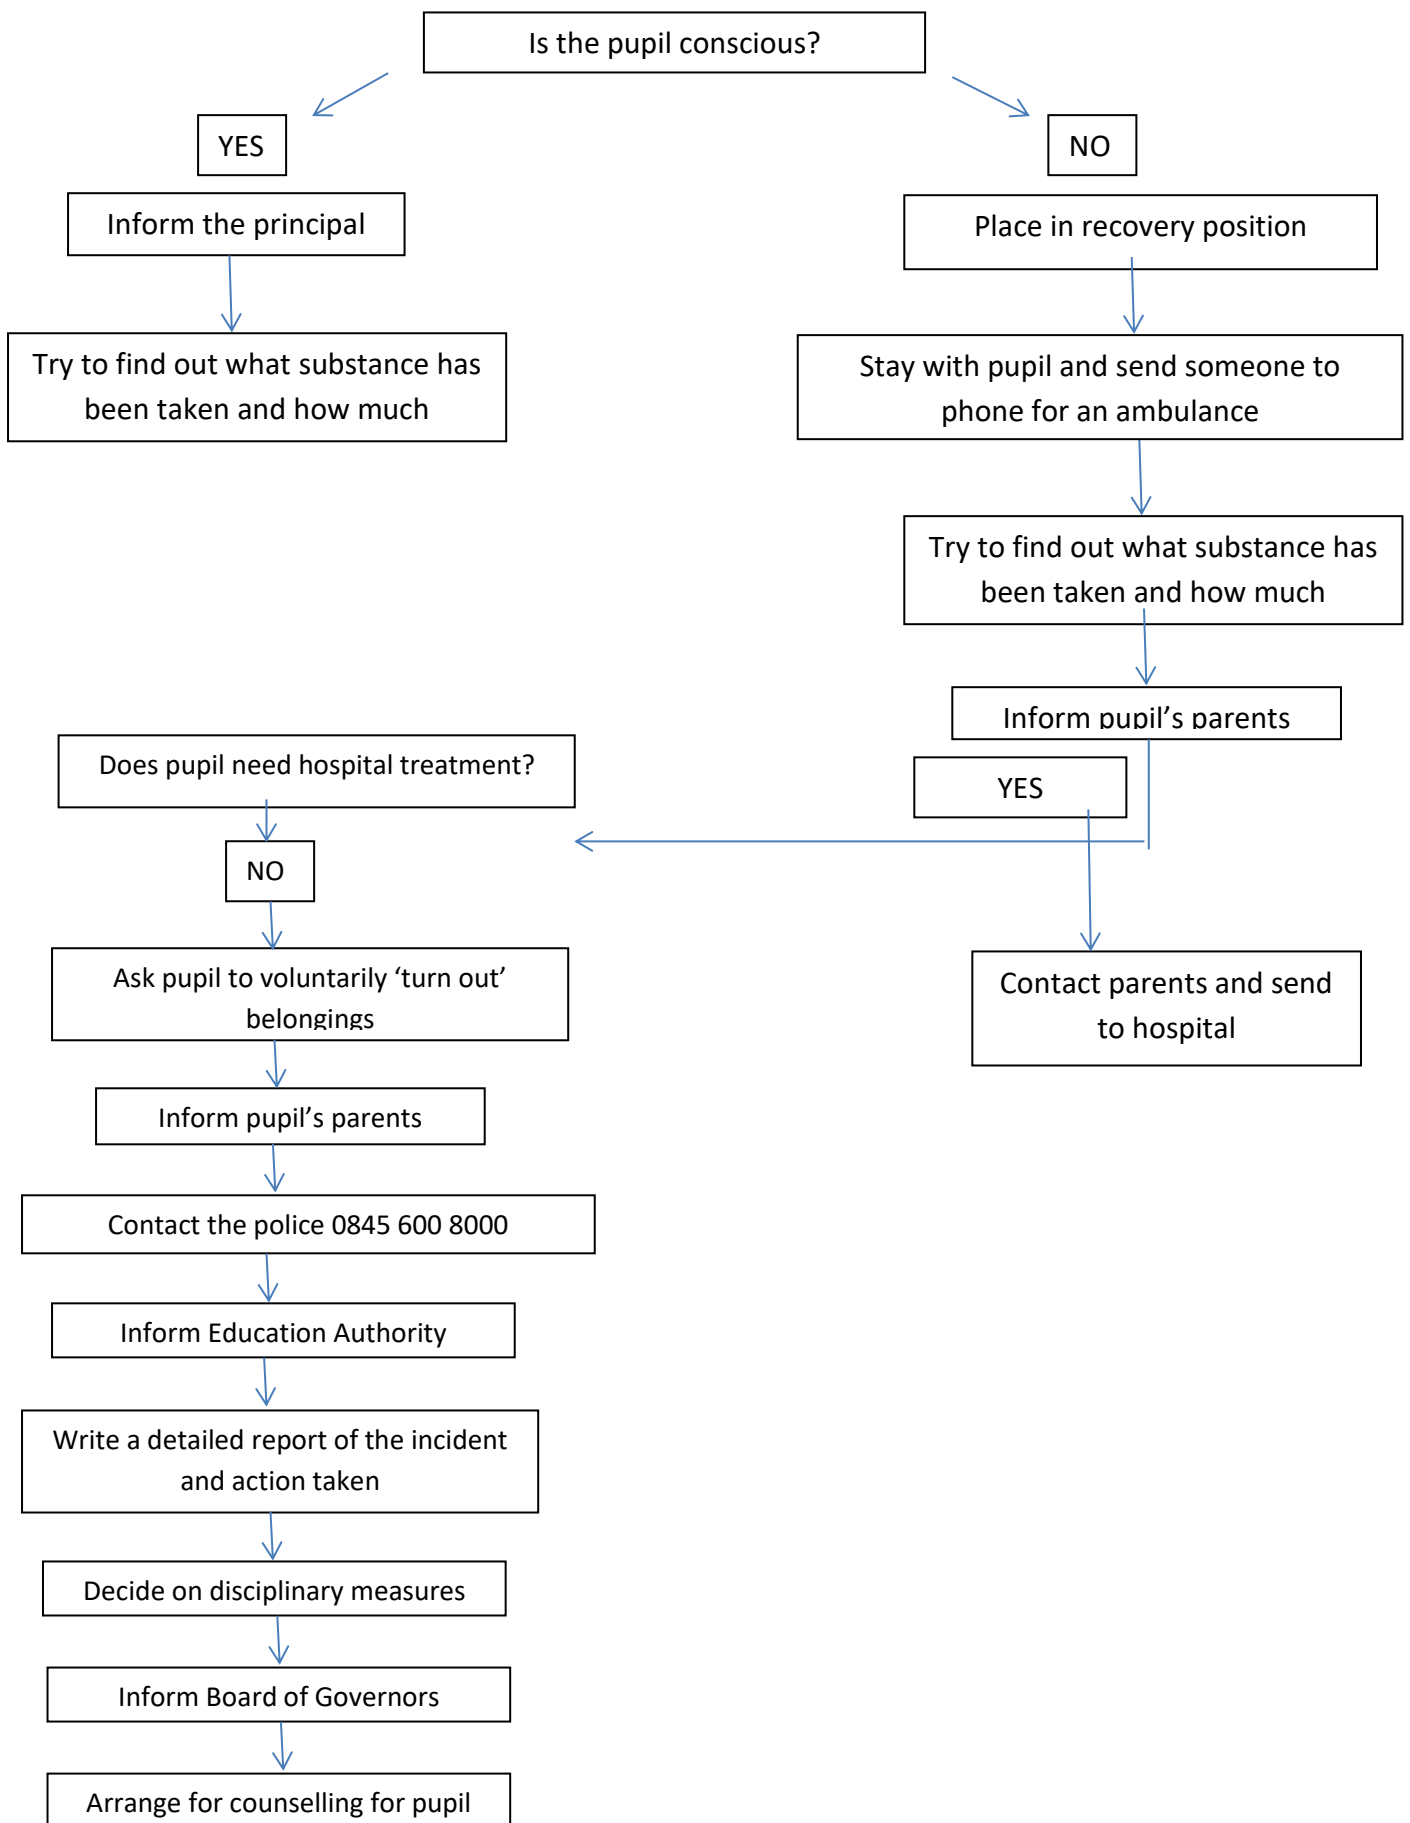 Is the pupil conscious?
YES
NO
Inform the principal
Place in recovery position
Try to find out what substance has
been taken and how much
Stay with pupil and send someone to
phone for an ambulance
Try to find out what substance has
been taken and how much
Inform pupil's parents
Does pupil need hospital treatment?
YES
NO
Ask pupil to voluntarily ‘turn out’
belongings
Contact parents and send
to hospital
Inform pupil’s parents
Contact the police 0845 600 8000
Inform Education Authority
Write a detailed report of the incident
and action taken
Decide on disciplinary measures
Inform Board of Governors
Arrange for counselling for pupil